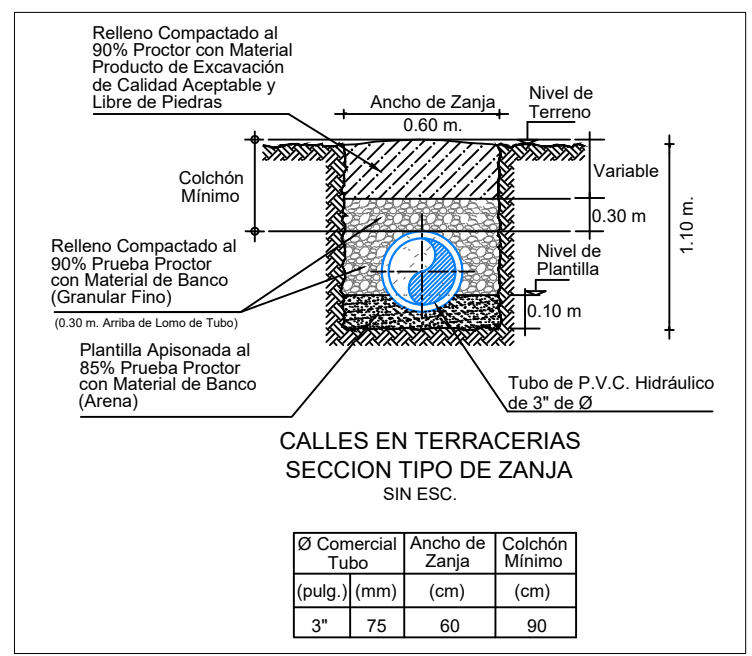 Relleno Compactado al
90% Proctor con Material
Producto de Excavación
de Calidad Aceptable y
Libre de Piedras
Ancho de Zanja
0.60 m.
Nivel de
Terreno
Colchón
Mínimo
Variable
0.30 m
1.10 m.
Relleno Compactado al
90% Prueba Proctor
con Material de Banco
(Granular Fino)
(0.30 m. Arriba de Lomo de Tubo)
Nivel de
Plantilla
0.10 m
Plantilla Apisonada al
85% Prueba Proctor
con Material de Banco
(Arena)
Tubo de P.V.C. Hidráulico
de 3" de Ø
CALLES EN TERRACERIAS
SECCION TIPO DE ZANJA
SIN ESC.
Ø Comercial Tubo Ancho de Zanja Colchón Mínimo
(pulg.) (mm) (cm) (cm)
3" 75 60 90